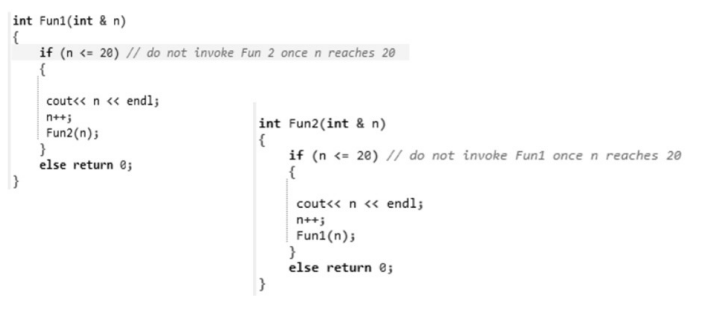 int Fun1(int & n)
{
if (n <= 20) // do not invoke Fun 2 once n reaches 20
{
cout<< n << endl;
n++;
Fun2(n);
}
else return 0;
}
int Fun2(int & n)
{
if (n <= 20) // do not invoke Fun1 once n reaches 20
{
cout<< n << endl;
n++;
Fun1(n);
}
else return 0;
}